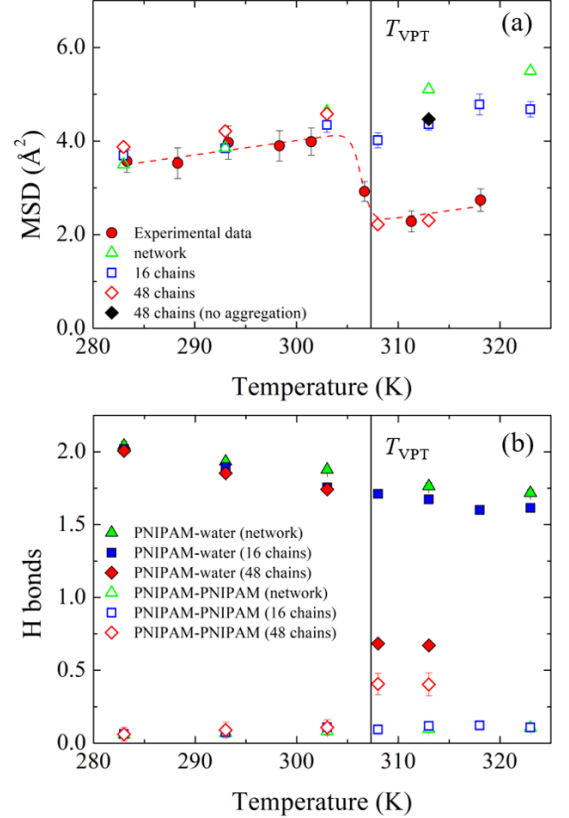 T_VPT
(a)
6.0
4.0
2.0
0.0
MSD (Å²)
Experimental data
network
16 chains
48 chains
48 chains (no aggregation)
280 290 300 310 320
Temperature (K)
T_VPT
(b)
2.0
1.5
1.0
0.5
0.0
H bonds
PNIPAM-water (network)
PNIPAM-water (16 chains)
PNIPAM-water (48 chains)
PNIPAM-PNIPAM (network)
PNIPAM-PNIPAM (16 chains)
PNIPAM-PNIPAM (48 chains)
280 290 300 310 320
Temperature (K)